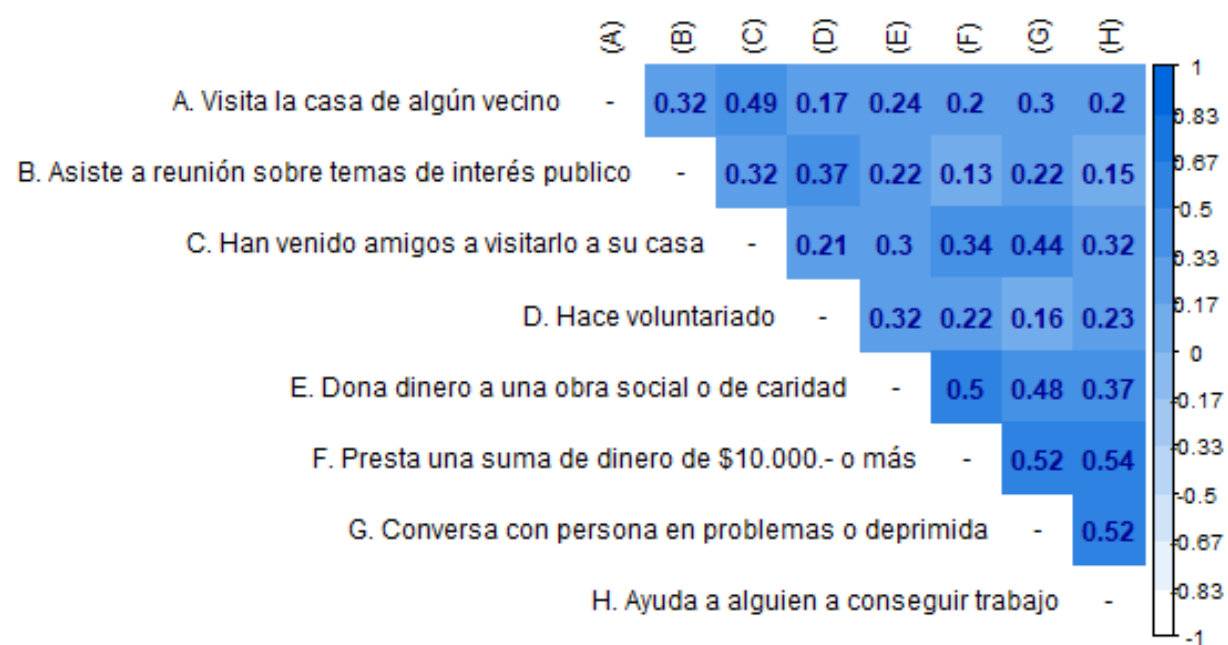 (A) (B) (C) (D) (E) (F) (G) (H)
A. Visita la casa de algún vecino - 0.32 0.49 0.17 0.24 0.2 0.3 0.2
B. Asiste a reunión sobre temas de interés publico - 0.32 0.37 0.22 0.13 0.22 0.15
C. Han venido amigos a visitarlo a su casa - 0.21 0.3 0.34 0.44 0.32
D. Hace voluntariado - 0.32 0.22 0.16 0.23
E. Dona dinero a una obra social o de caridad - 0.5 0.48 0.37
F. Presta una suma de dinero de $10.000.- o más - 0.52 0.54
G. Conversa con persona en problemas o deprimida - 0.52
H. Ayuda a alguien a conseguir trabajo -
1
0.83
0.67
0.5
0.33
0.17
0
-0.17
-0.33
-0.5
-0.67
-0.83
-1